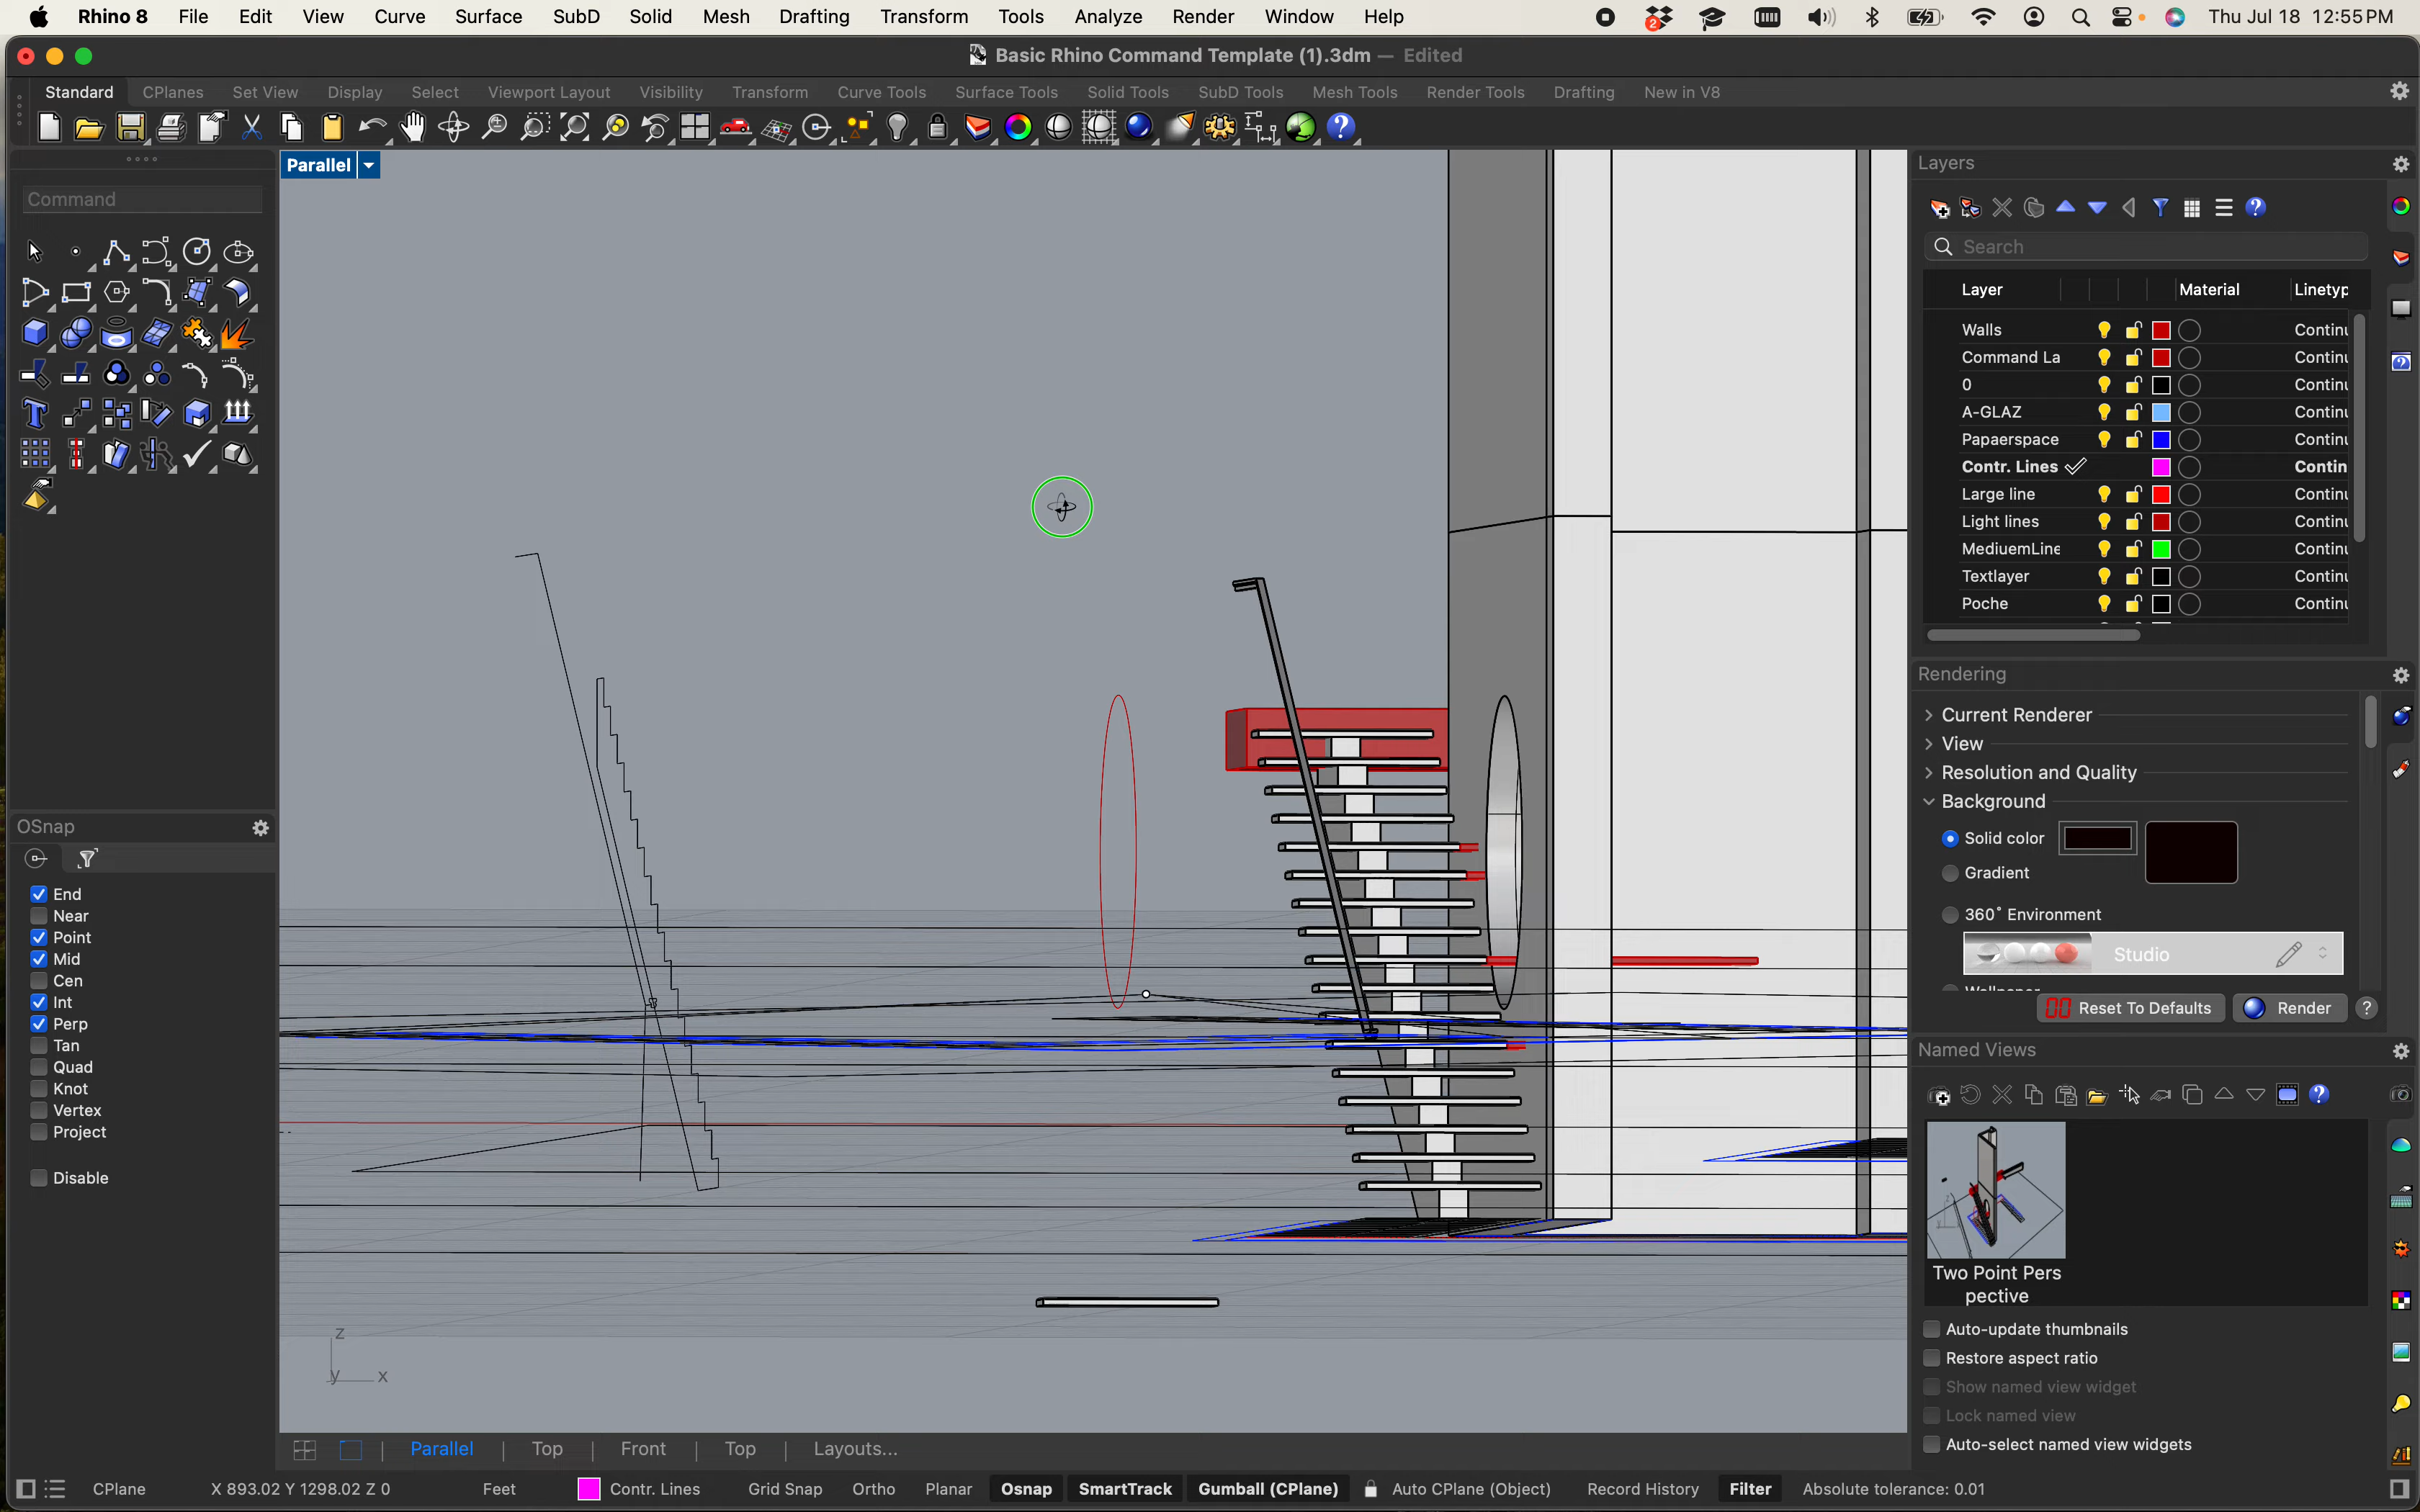 Rhino 8 File Edit View Curve Surface SubD Solid Mesh Drafting Transform Tools Analyze Render Window Help 2 Thu Jul 18 12:55 PM
Basic Rhino Command Template (1).3dm — Edited
Standard CPlanes Set View Display Select Viewport Layout Visibility Transform Curve Tools Surface Tools Solid Tools SubD Tools Mesh Tools Render Tools Drafting New in V8
Parallel
Command
OSnap
End
Near
Point
Mid
Cen
Int
Perp
Tan
Quad
Knot
Vertex
Project
Disable
z
y x
Layers
Search
Layer Material Linetyp
Walls Continu
Command La Continu
0 Continu
A-GLAZ Continu
Papaerspace Continu
Contr. Lines Contin
Large line Continu
Light lines Continu
MediuemLine Continu
Textlayer Continu
Poche Continu
Rendering
Current Renderer
View
Resolution and Quality
Background
Solid color
Gradient
360° Environment
Studio
Reset To Defaults Render ?
Named Views
Two Point Pers
pective
Auto-update thumbnails
Restore aspect ratio
Show named view widget
Lock named view
Auto-select named view widgets
Parallel Top Front Top Layouts...
CPlane X 893.02 Y 1298.02 Z 0 Feet Contr. Lines Grid Snap Ortho Planar Osnap SmartTrack Gumball (CPlane) Auto CPlane (Object) Record History Filter Absolute tolerance: 0.01